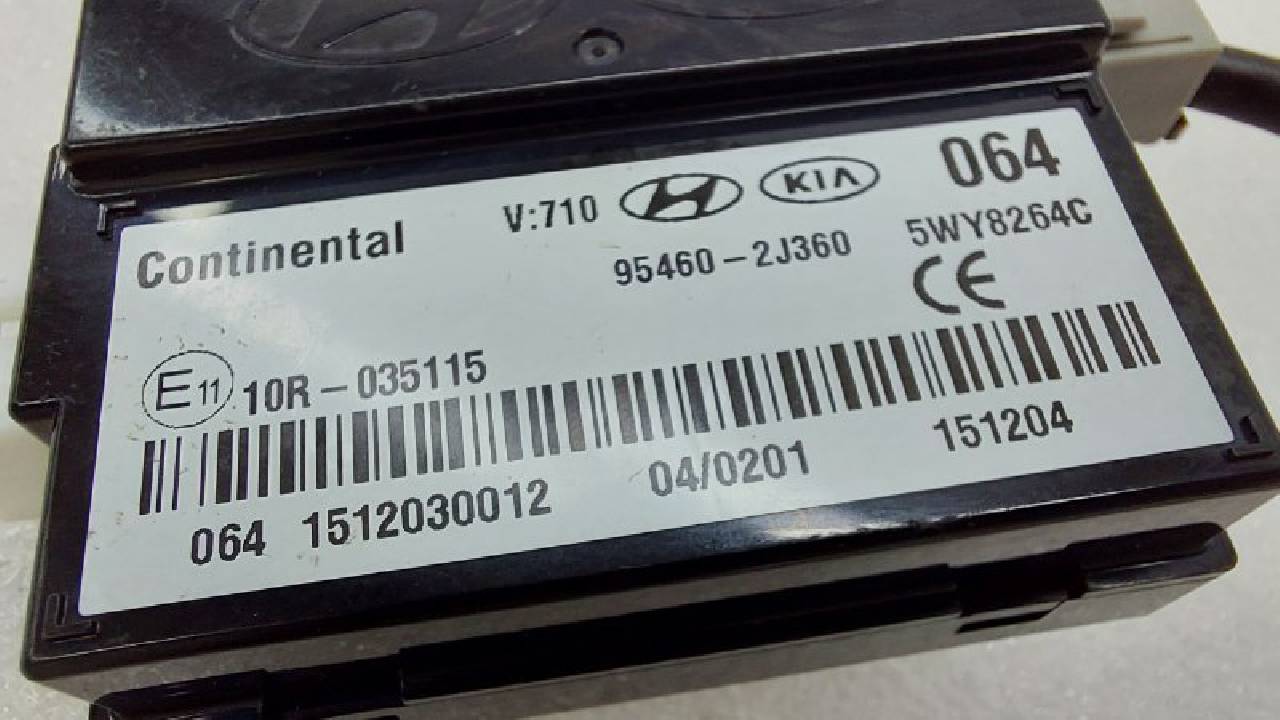 Continental V:710 KIA 064
95460-2J360 5WY8264C
CE
E11 10R-035115
064 1512030012 04/0201 151204